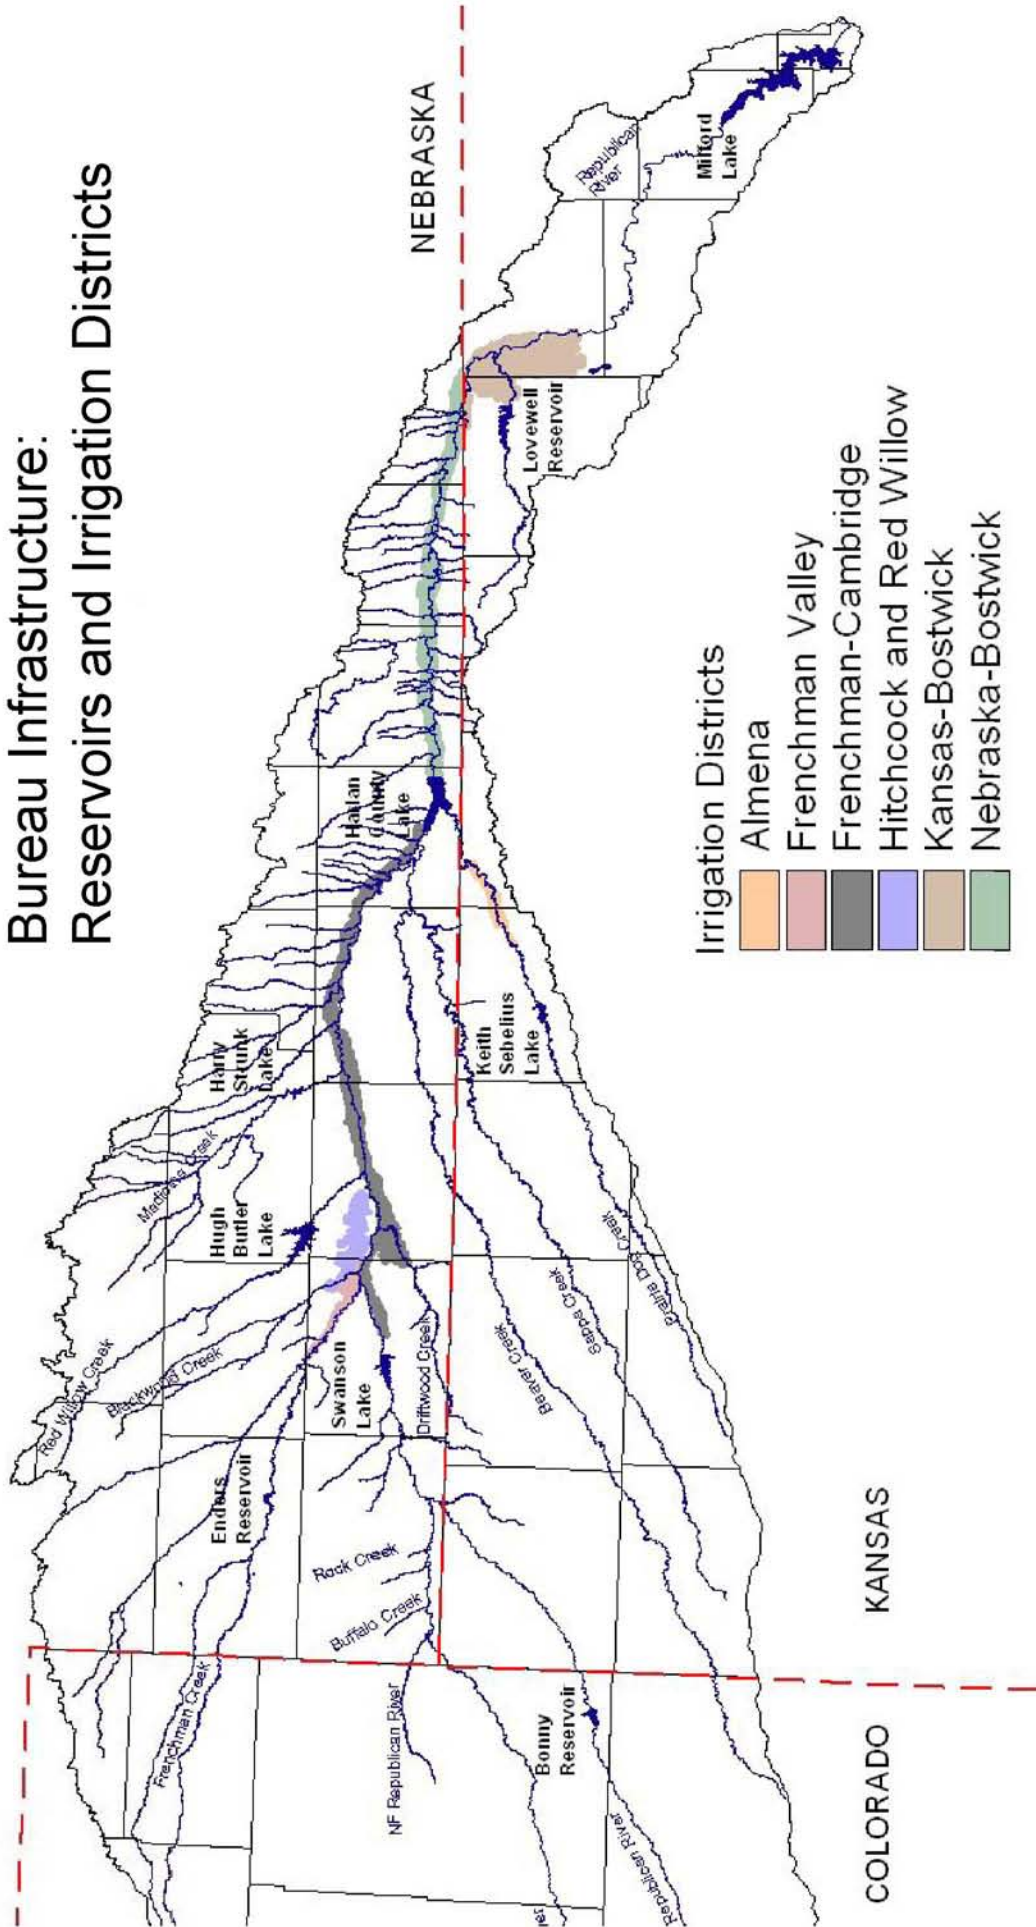 Bureau Infrastructure:
Reservoirs and Irrigation Districts
NEBRASKA
Red Willow Creek
Blackwood Creek
Hugh
Butler
Lake
Harry
Strunk
Lake
Harlan
County
Lake
Enders
Reservoir
Swanson
Lake
Frenchman Creek
Rock Creek
Buffalo Creek
Driftwood Creek
NF Republican River
Beaver Creek
Sappa Creek
Prairie Dog Creek
Keith
Sebelius
Lake
Lovewell
Reservoir
Republican
River
Milford
Lake
Bonny
Reservoir
Republican River
COLORADO
KANSAS
Irrigation Districts
Almena
Frenchman Valley
Frenchman-Cambridge
Hitchcock and Red Willow
Kansas-Bostwick
Nebraska-Bostwick